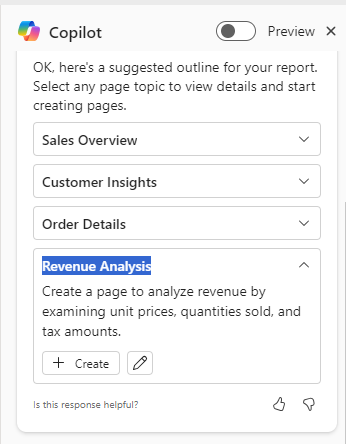 Copilot
Preview
OK, here's a suggested outline for your report.
Select any page topic to view details and start
creating pages.
Sales Overview
Customer Insights
Order Details
Revenue Analysis
Create a page to analyze revenue by
examining unit prices, quantities sold, and
tax amounts.
Create
Is this response helpful?